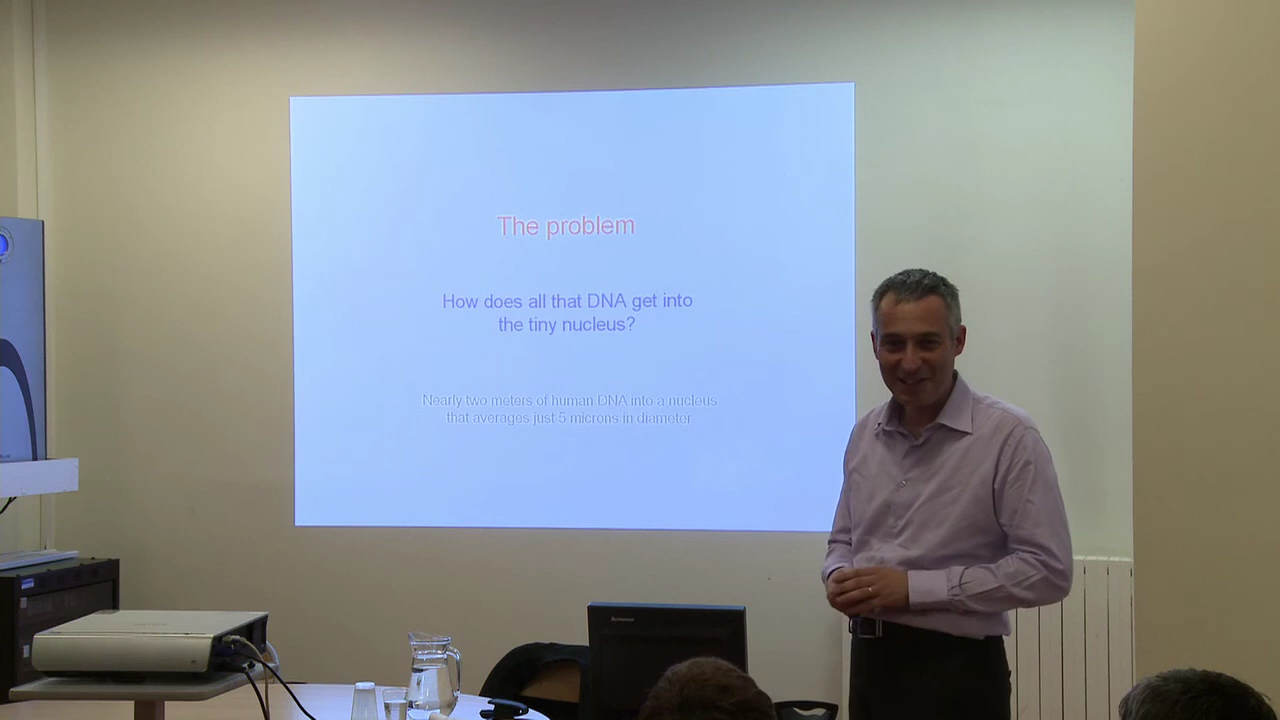 The problem
How does all that DNA get into
the tiny nucleus?
Nearly two meters of human DNA into a nucleus
that averages just 5 microns in diameter
lenovo